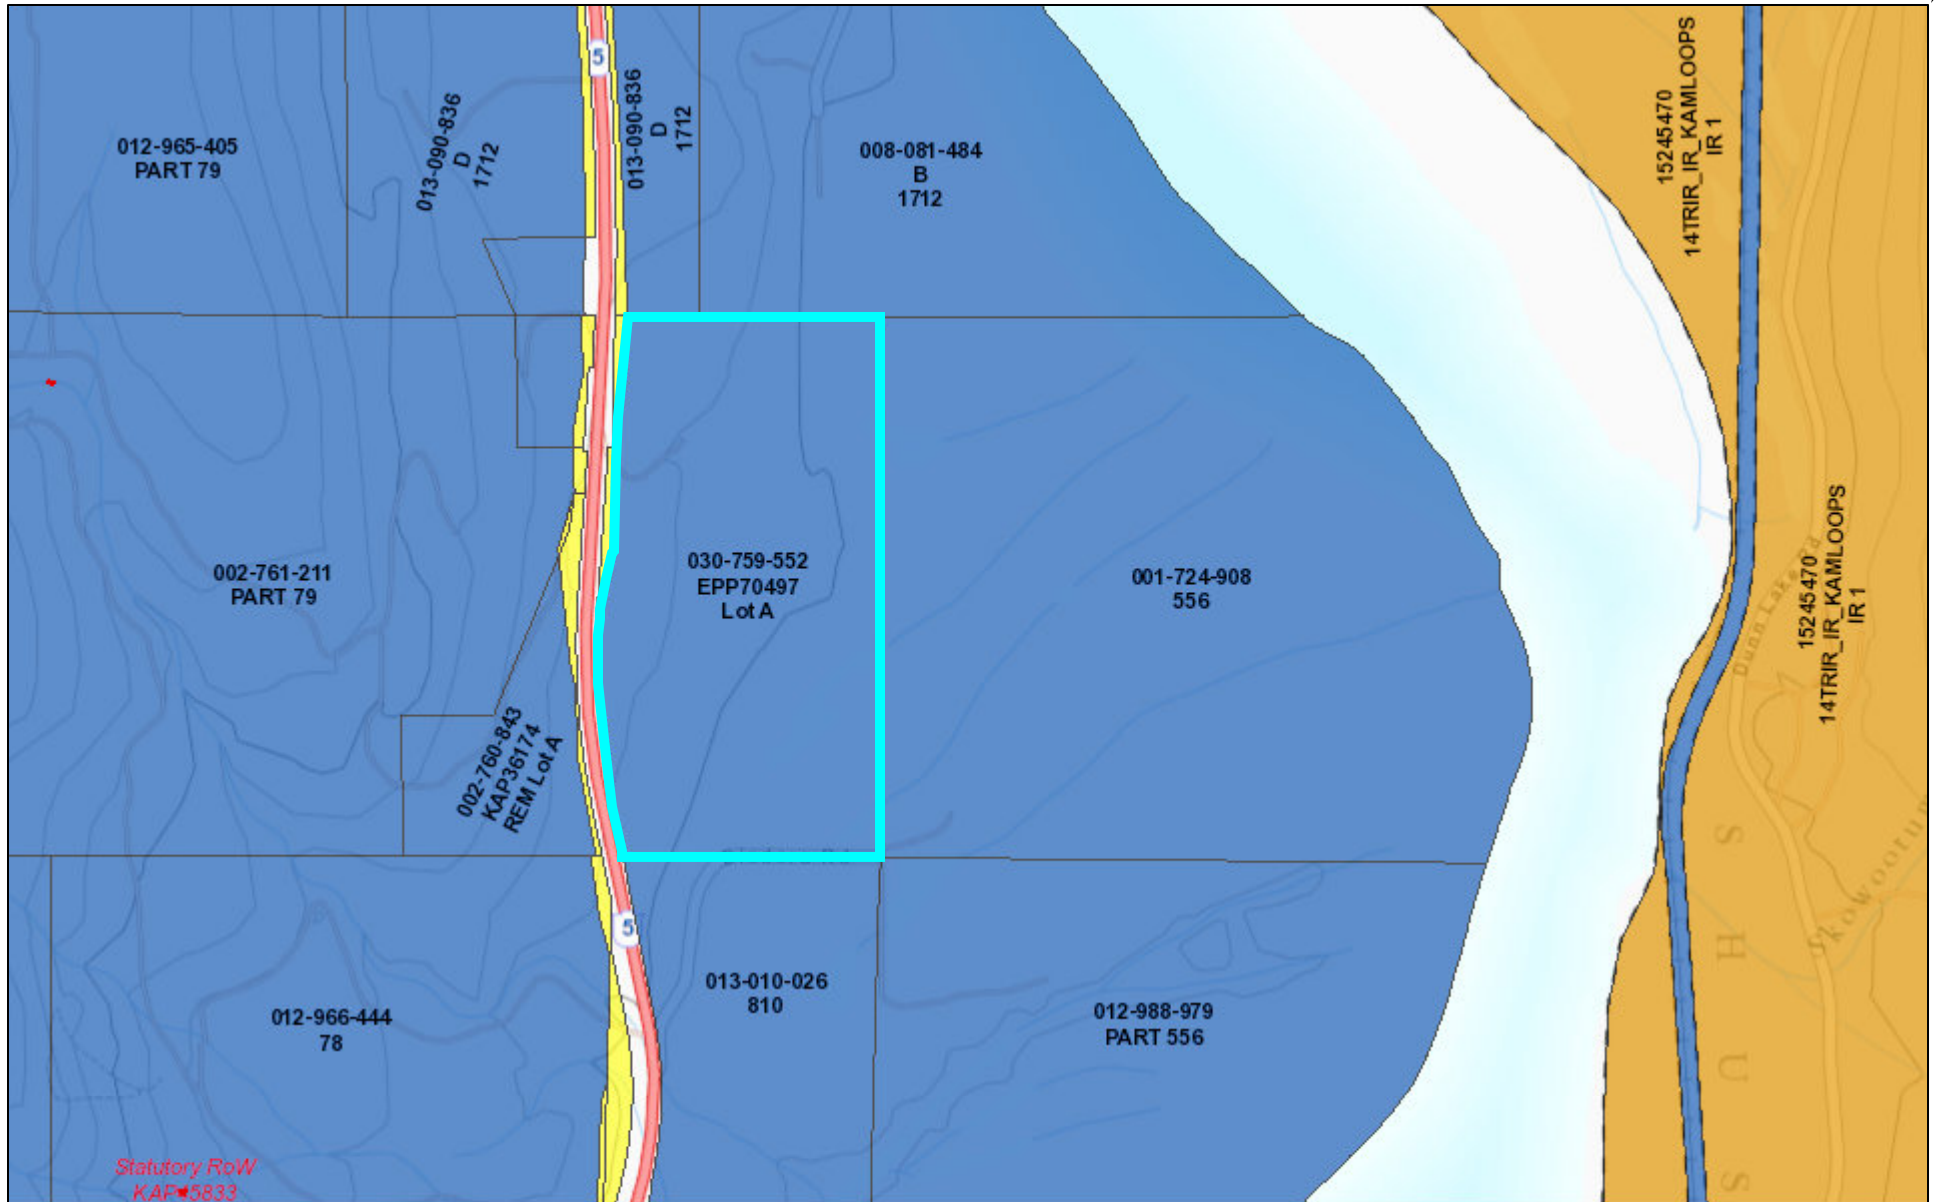 5
012-965-405
PART 79
013-090-836
D
1712
013-090-836
D
1712
008-081-484
B
1712
15245470
14TRIR_IR_KAMLOOPS
IR 1
002-761-211
PART 79
030-759-552
EPP70497
Lot A
001-724-908
556
15245470
14TRIR_IR_KAMLOOPS
IR 1
Dunn Lake Rd
002-760-843
KAP36174
REM Lot A
5
012-966-444
78
013-010-026
810
012-988-979
PART 556
S H U S
Statutory RoW